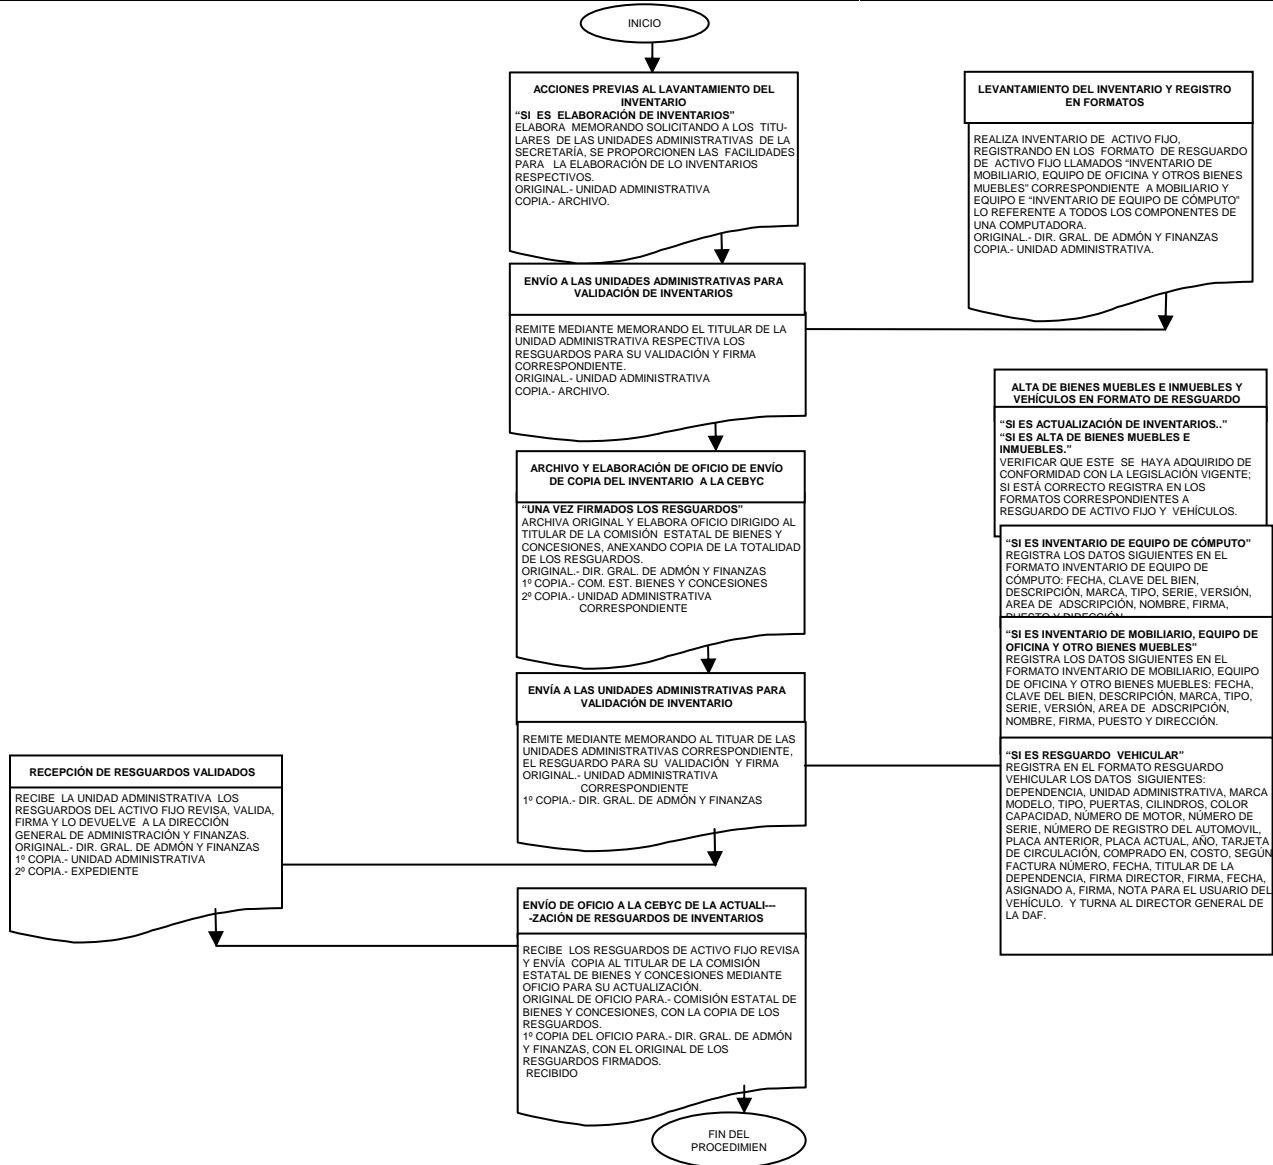 INICIO
ACCIONES PREVIAS AL LAVANTAMIENTO DEL
INVENTARIO
“SI ES ELABORACIÓN DE INVENTARIOS”
ELABORA MEMORANDO SOLICITANDO A LOS TITU-
LARES DE LAS UNIDADES ADMINISTRATIVAS DE LA
SECRETARÍA, SE PROPORCIONEN LAS FACILIDADES
PARA LA ELABORACIÓN DE LO INVENTARIOS
RESPECTIVOS.
ORIGINAL.- UNIDAD ADMINISTRATIVA
COPIA.- ARCHIVO.
LEVANTAMIENTO DEL INVENTARIO Y REGISTRO
EN FORMATOS
REALIZA INVENTARIO DE ACTIVO FIJO,
REGISTRANDO EN LOS FORMATO DE RESGUARDO
DE ACTIVO FIJO LLAMADOS “INVENTARIO DE
MOBILIARIO, EQUIPO DE OFICINA Y OTROS BIENES
MUEBLES” CORRESPONDIENTE A MOBILIARIO Y
EQUIPO E “INVENTARIO DE EQUIPO DE CÓMPUTO”
LO REFERENTE A TODOS LOS COMPONENTES DE
UNA COMPUTADORA.
ORIGINAL.- DIR. GRAL. DE ADMÓN Y FINANZAS
COPIA.- UNIDAD ADMINISTRATIVA.
ENVÍO A LAS UNIDADES ADMINISTRATIVAS PARA
VALIDACIÓN DE INVENTARIOS
REMITE MEDIANTE MEMORANDO EL TITULAR DE LA
UNIDAD ADMINISTRATIVA RESPECTIVA LOS
RESGUARDOS PARA SU VALIDACIÓN Y FIRMA
CORRESPONDIENTE.
ORIGINAL.- UNIDAD ADMINISTRATIVA
COPIA.- ARCHIVO.
ARCHIVO Y ELABORACIÓN DE OFICIO DE ENVÍO
DE COPIA DEL INVENTARIO A LA CEBYC
“UNA VEZ FIRMADOS LOS RESGUARDOS”
ARCHIVA ORIGINAL Y ELABORA OFICIO DIRIGIDO AL
TITULAR DE LA COMISIÓN ESTATAL DE BIENES Y
CONCESIONES, ANEXANDO COPIA DE LA TOTALIDAD
DE LOS RESGUARDOS.
ORIGINAL.- DIR. GRAL. DE ADMÓN Y FINANZAS
1º COPIA.- COM. EST. BIENES Y CONCESIONES
2º COPIA.- UNIDAD ADMINISTRATIVA
CORRESPONDIENTE
ALTA DE BIENES MUEBLES E INMUEBLES Y
VEHÍCULOS EN FORMATO DE RESGUARDO
“SI ES ACTUALIZACIÓN DE INVENTARIOS..”
“SI ES ALTA DE BIENES MUEBLES E
INMUEBLES.”
VERIFICAR QUE ESTE SE HAYA ADQUIRIDO DE
CONFORMIDAD CON LA LEGISLACIÓN VIGENTE;
SI ESTÁ CORRECTO REGISTRA EN LOS
FORMATOS CORRESPONDIENTES A
RESGUARDO DE ACTIVO FIJO Y VEHÍCULOS.
“SI ES INVENTARIO DE EQUIPO DE CÓMPUTO”
REGISTRA LOS DATOS SIGUIENTES EN EL
FORMATO INVENTARIO DE EQUIPO DE
CÓMPUTO: FECHA, CLAVE DEL BIEN,
DESCRIPCIÓN, MARCA, TIPO, SERIE, VERSIÓN,
AREA DE ADSCRIPCIÓN, NOMBRE, FIRMA,
PUESTO Y DIRECCIÓN
“SI ES INVENTARIO DE MOBILIARIO, EQUIPO DE
OFICINA Y OTRO BIENES MUEBLES”
REGISTRA LOS DATOS SIGUIENTES EN EL
FORMATO INVENTARIO DE MOBILIARIO, EQUIPO
DE OFICINA Y OTRO BIENES MUEBLES: FECHA,
CLAVE DEL BIEN, DESCRIPCIÓN, MARCA, TIPO,
SERIE, VERSIÓN, AREA DE ADSCRIPCIÓN,
NOMBRE, FIRMA, PUESTO Y DIRECCIÓN.
“SI ES RESGUARDO VEHICULAR”
REGISTRA EN EL FORMATO RESGUARDO
VEHICULAR LOS DATOS SIGUIENTES:
DEPENDENCIA, UNIDAD ADMINISTRATIVA, MARCA
MODELO, TIPO, PUERTAS, CILINDROS, COLOR
CAPACIDAD, NÚMERO DE MOTOR, NÚMERO DE
SERIE, NÚMERO DE REGISTRO DEL AUTOMOVIL,
PLACA ANTERIOR, PLACA ACTUAL, AÑO, TARJETA
DE CIRCULACIÓN, COMPRADO EN, COSTO, SEGÚN
FACTURA NÚMERO, FECHA, TITULAR DE LA
DEPENDENCIA, FIRMA DIRECTOR, FIRMA, FECHA,
ASIGNADO A, FIRMA, NOTA PARA EL USUARIO DEL
VEHÍCULO. Y TURNA AL DIRECTOR GENERAL DE
LA DAF.
ENVÍA A LAS UNIDADES ADMINISTRATIVAS PARA
VALIDACIÓN DE INVENTARIO
REMITE MEDIANTE MEMORANDO AL TITUAR DE LAS
UNIDADES ADMINISTRATIVAS CORRESPONDIENTE,
EL RESGUARDO PARA SU VALIDACIÓN Y FIRMA
ORIGINAL.- UNIDAD ADMINISTRATIVA
CORRESPONDIENTE
1º COPIA.- DIR. GRAL. DE ADMÓN Y FINANZAS
RECEPCIÓN DE RESGUARDOS VALIDADOS
RECIBE LA UNIDAD ADMINISTRATIVA LOS
RESGUARDOS DEL ACTIVO FIJO REVISA, VALIDA,
FIRMA Y LO DEVUELVE A LA DIRECCIÓN
GENERAL DE ADMINISTRACIÓN Y FINANZAS.
ORIGINAL.- DIR. GRAL. DE ADMÓN Y FINANZAS
1º COPIA.- UNIDAD ADMINISTRATIVA
2º COPIA.- EXPEDIENTE
ENVÍO DE OFICIO A LA CEBYC DE LA ACTUALI---
-ZACIÓN DE RESGUARDOS DE INVENTARIOS
RECIBE LOS RESGUARDOS DE ACTIVO FIJO REVISA
Y ENVÍA COPIA AL TITULAR DE LA COMISIÓN
ESTATAL DE BIENES Y CONCESIONES MEDIANTE
OFICIO PARA SU ACTUALIZACIÓN.
ORIGINAL DE OFICIO PARA.- COMISIÓN ESTATAL DE
BIENES Y CONCESIONES, CON LA COPIA DE LOS
RESGUARDOS.
1º COPIA DEL OFICIO PARA.- DIR. GRAL. DE ADMÓN
Y FINANZAS, CON EL ORIGINAL DE LOS
RESGUARDOS FIRMADOS.
RECIBIDO
FIN DEL
PROCEDIMIEN